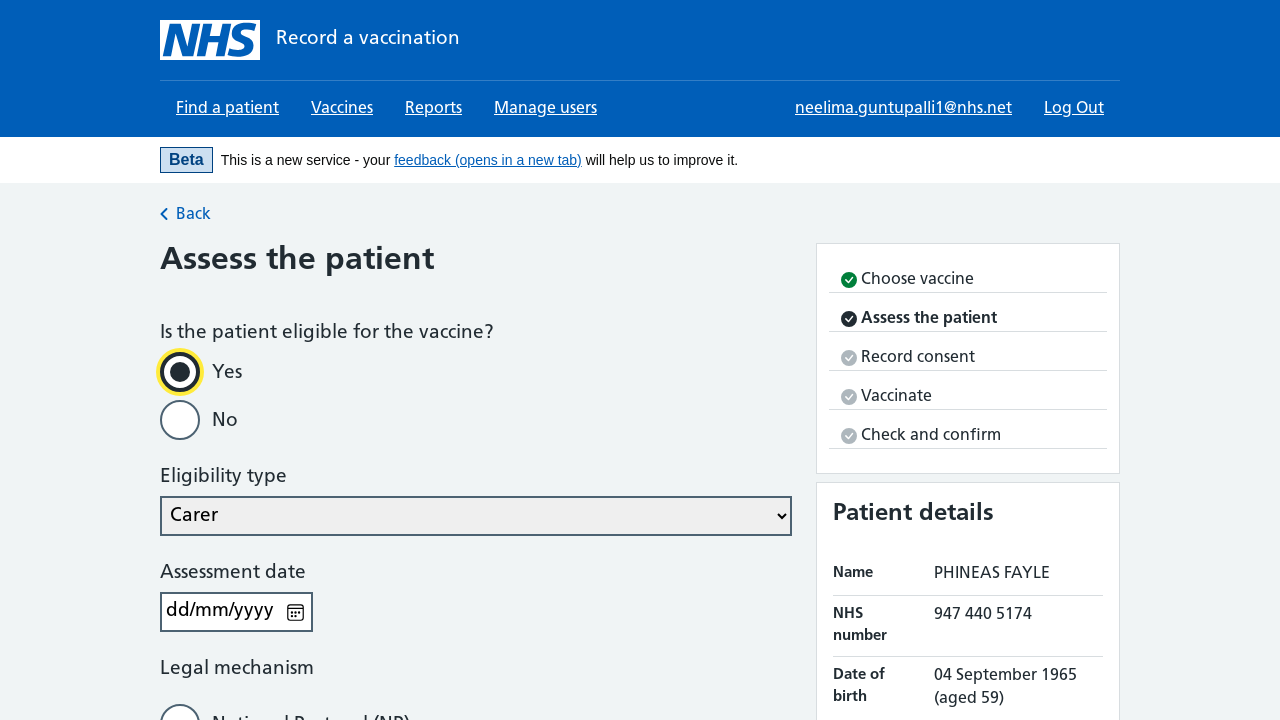 NHS Record a vaccination
Find a patient Vaccines Reports Manage users neelima.guntupalli1@nhs.net Log Out
Beta This is a new service - your feedback (opens in a new tab) will help us to improve it.
Back
Assess the patient
Is the patient eligible for the vaccine?
Yes
No
Eligibility type
Carer
Assessment date
dd/mm/yyyy
Legal mechanism
National Protocol (NP)
Choose vaccine
Assess the patient
Record consent
Vaccinate
Check and confirm
Patient details
Name PHINEAS FAYLE
NHS number 947 440 5174
Date of birth 04 September 1965 (aged 59)